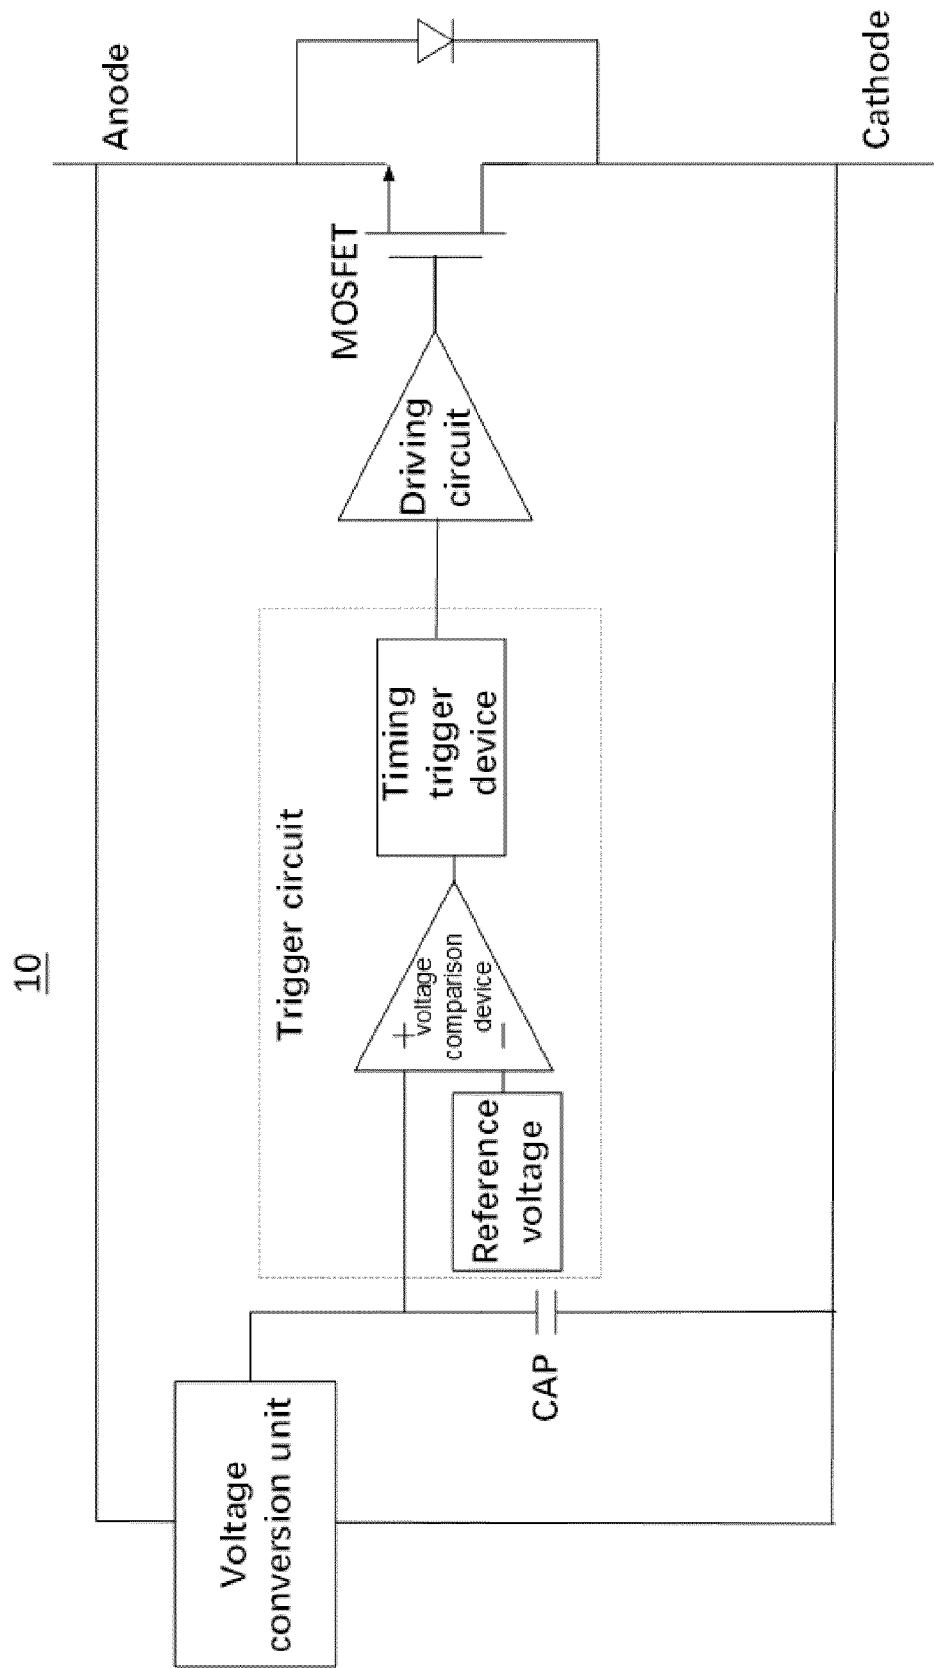 10
Anode
Cathode
MOSFET
Driving
circuit
Trigger circuit
Timing
trigger
device
+
voltage
comparison
device
−
Reference
voltage
CAP
Voltage
conversion unit